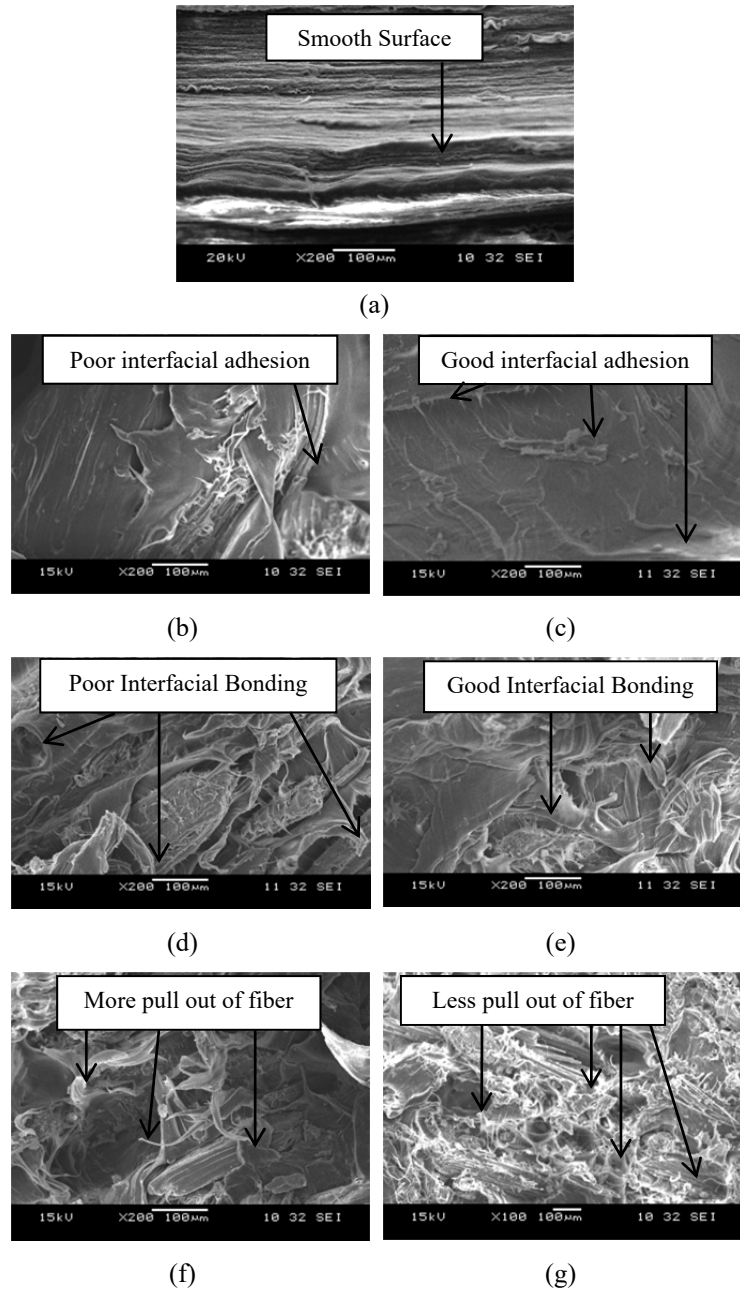 Smooth Surface
20kV X200 100µm 10 32 SEI
(a)
Poor interfacial adhesion
Good interfacial adhesion
15kV X200 100µm 10 32 SEI
15kV X200 100µm 11 32 SEI
(b)
(c)
Poor Interfacial Bonding
Good Interfacial Bonding
15kV X200 100µm 11 32 SEI
15kV X200 100µm 11 32 SEI
(d)
(e)
More pull out of fiber
Less pull out of fiber
15kV X200 100µm 10 32 SEI
15kV X100 100µm 10 32 SEI
(f)
(g)